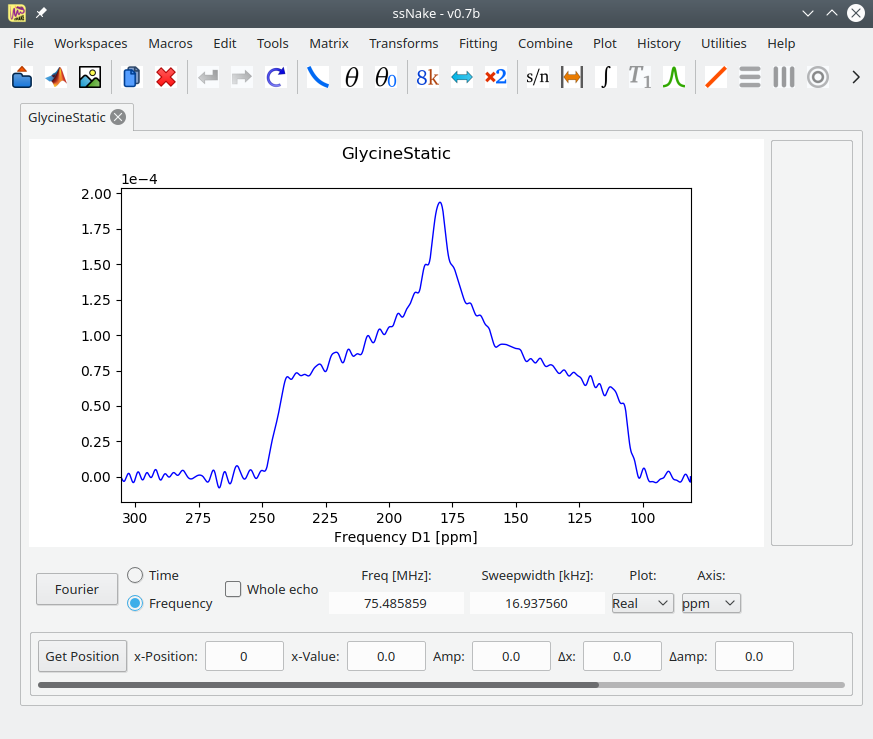 ssNake - v0.7b
File Workspaces Macros Edit Tools Matrix Transforms Fitting Combine Plot History Utilities Help
θ θ0 8k ×2 s/n ∫ T1
GlycineStatic
GlycineStatic
1e−4
2.00
1.75
1.50
1.25
1.00
0.75
0.50
0.25
0.00
300 275 250 225 200 175 150 125 100
Frequency D1 [ppm]
Time Freq [MHz]: Sweepwidth [kHz]: Plot: Axis:
Fourier Whole echo
Frequency 75.485859 16.937560 Real ppm
Get Position x-Position: 0 x-Value: 0.0 Amp: 0.0 Δx: 0.0 Δamp: 0.0